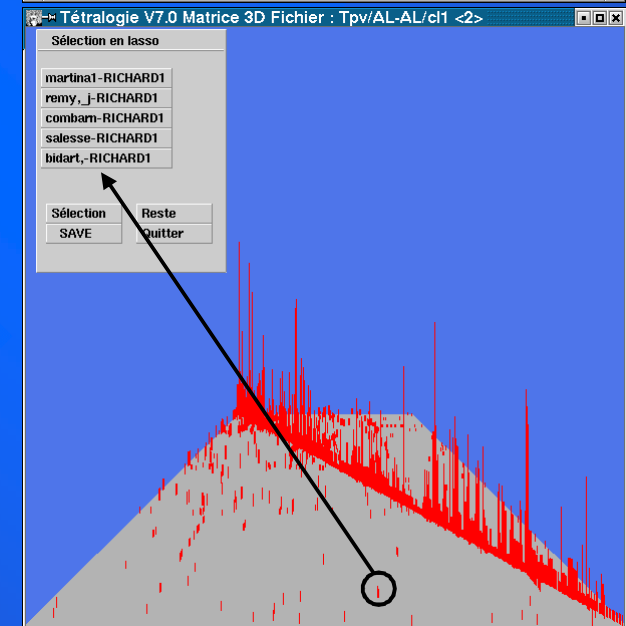 Tétralogie V7.0 Matrice 3D Fichier : Tpv/AL-AL/cl1 <2>
Sélection en lasso
martina1-RICHARD1
remy,_j-RICHARD1
combarn-RICHARD1
salesse-RICHARD1
bidart,-RICHARD1
Sélection Reste
SAVE Quitter